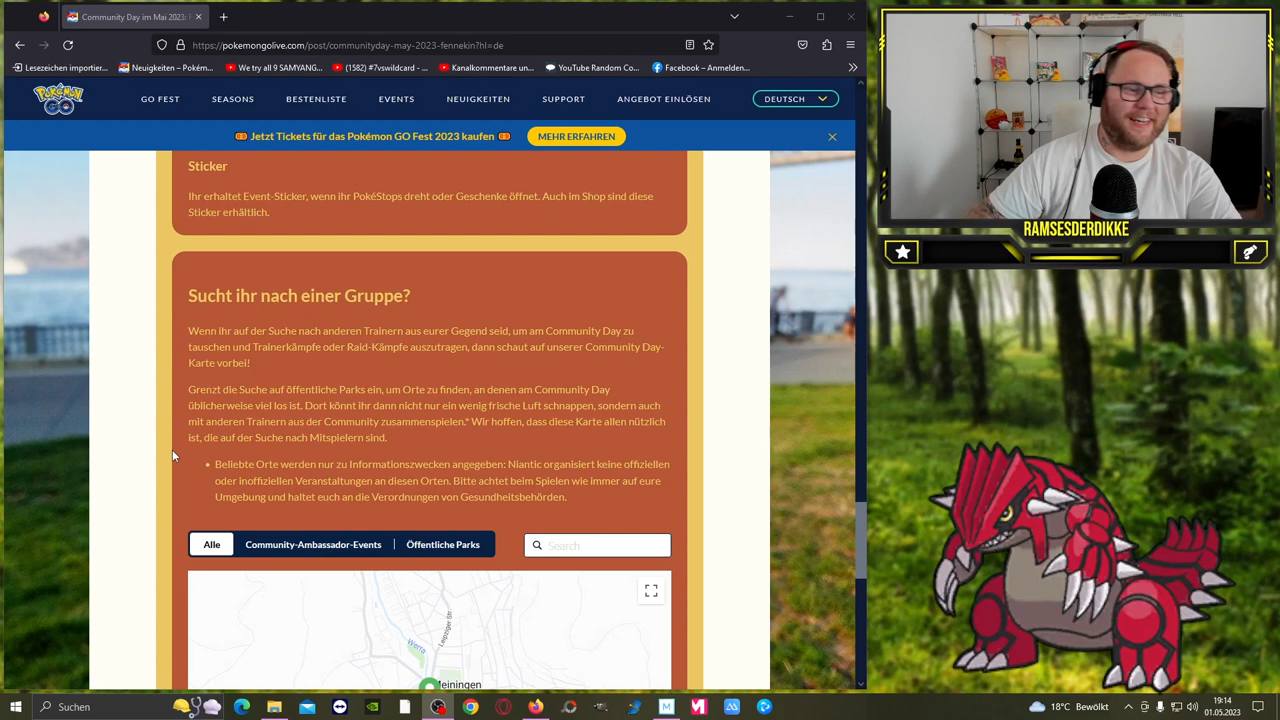 Community Day im Mai 2023:
https://pokemongolive.com/post/communityday-may-2023-fennekin?hl=de
Lesezeichen importier...
Neuigkeiten – Pokém...
We try all 9 SAMYANG...
(1582) #7vswildcard - ...
Kanalkommentare un...
YouTube Random Co...
Facebook – Anmelden...
POKÉMON GO
GO FEST
SEASONS
BESTENLISTE
EVENTS
NEUIGKEITEN
SUPPORT
ANGEBOT EINLÖSEN
DEUTSCH
Jetzt Tickets für das Pokémon GO Fest 2023 kaufen
MEHR ERFAHREN
Sticker
Ihr erhaltet Event-Sticker, wenn ihr PokéStops dreht oder Geschenke öffnet. Auch im Shop sind diese
Sticker erhältlich.
Sucht ihr nach einer Gruppe?
Wenn ihr auf der Suche nach anderen Trainern aus eurer Gegend seid, um am Community Day zu
tauschen und Trainerkämpfe oder Raid-Kämpfe auszutragen, dann schaut auf unserer Community Day-
Karte vorbei!
Grenzt die Suche auf öffentliche Parks ein, um Orte zu finden, an denen am Community Day
üblicherweise viel los ist. Dort könnt ihr dann nicht nur ein wenig frische Luft schnappen, sondern auch
mit anderen Trainern aus der Community zusammenspielen.* Wir hoffen, dass diese Karte allen nützlich
ist, die auf der Suche nach Mitspielern sind.
• Beliebte Orte werden nur zu Informationszwecken angegeben: Niantic organisiert keine offiziellen
oder inoffiziellen Veranstaltungen an diesen Orten. Bitte achtet beim Spielen wie immer auf eure
Umgebung und haltet euch an die Verordnungen von Gesundheitsbehörden.
Alle
Community-Ambassador-Events
Öffentliche Parks
Search
Leipziger Str
Werra
Meiningen
RAMSESDERDIKKE
Suchen
18°C Bewölkt
19:14
01.05.2023